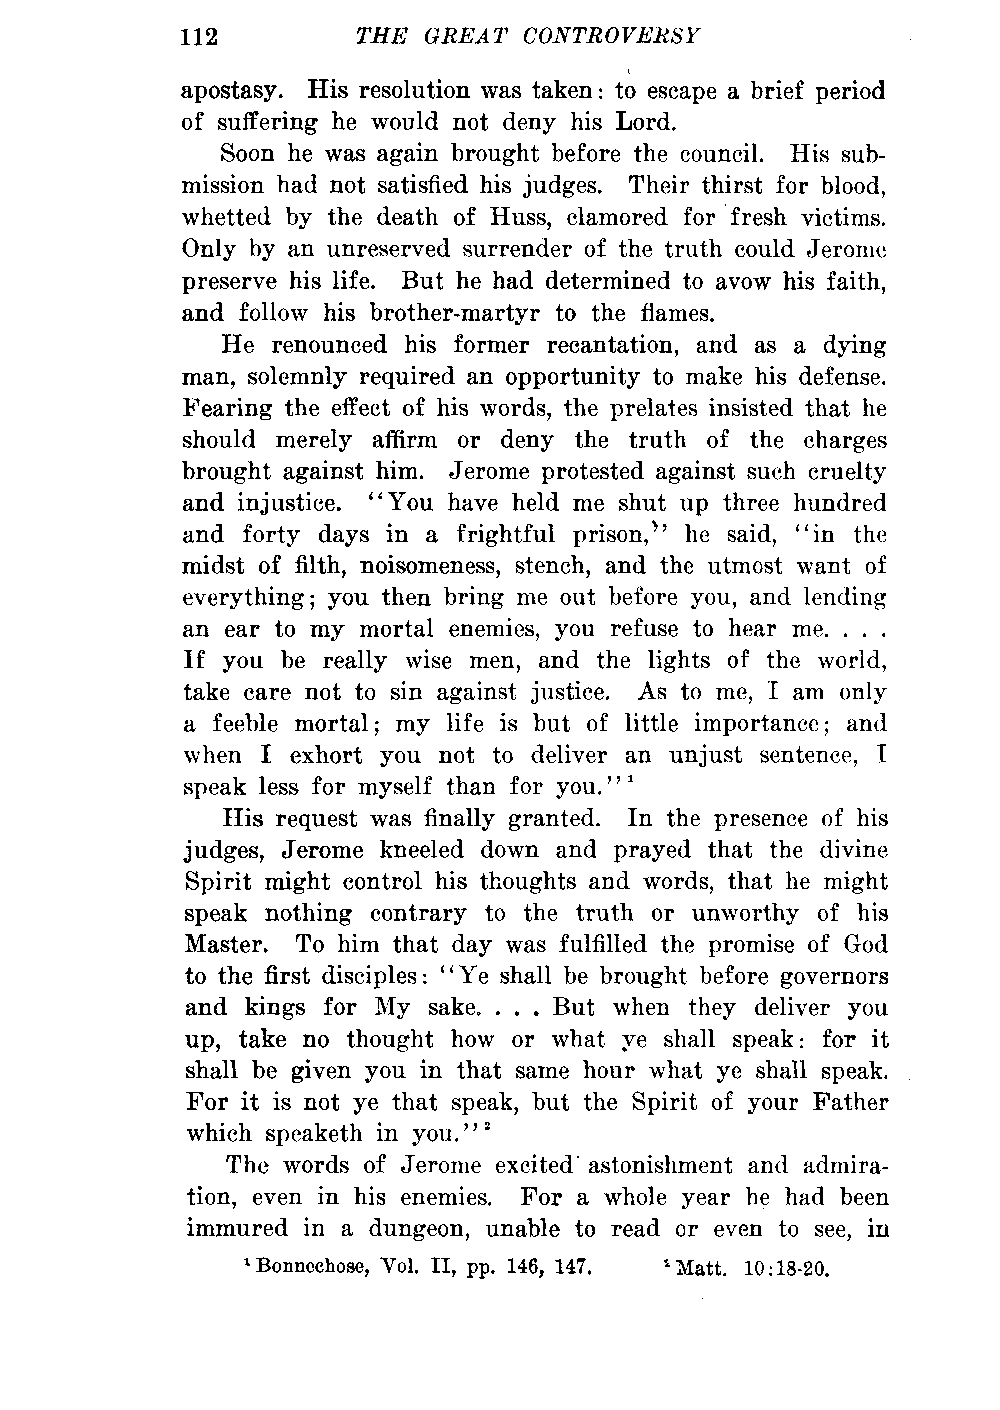 112 THE GREAT CONTROVERSY
apostasy. His resolution was taken: to escape a brief period
of suffering he would not deny his Lord.
Soon he was again brought before the council. His sub-
mission had not satisfied his judges. Their thirst for blood,
whetted by the death of Huss, clamored for fresh victims.
Only by an unreserved surrender of the truth could Jerome
preserve his life. But he had determined to avow his faith,
and follow his brother-martyr to the flames.
He renounced his former recantation, and as a dying
man, solemnly required an opportunity to make his defense.
Fearing the effect of his words, the prelates insisted that he
should merely affirm or deny the truth of the charges
brought against him. Jerome protested against such cruelty
and injustice. "You have held me shut up three hundred
and forty days in a frightful prison," he said, "in the
midst of filth, noisomeness, stench, and the utmost want of
everything; you then bring me out before you, and lending
an ear to my mortal enemies, you refuse to hear me. . . .
If you be really wise men, and the lights of the world,
take care not to sin against justice. As to me, I am only
a feeble mortal; my life is but of little importance; and
when I exhort you not to deliver an unjust sentence, I
speak less for myself than for you."¹
His request was finally granted. In the presence of his
judges, Jerome kneeled down and prayed that the divine
Spirit might control his thoughts and words, that he might
speak nothing contrary to the truth or unworthy of his
Master. To him that day was fulfilled the promise of God
to the first disciples: "Ye shall be brought before governors
and kings for My sake. . . . But when they deliver you
up, take no thought how or what ye shall speak: for it
shall be given you in that same hour what ye shall speak.
For it is not ye that speak, but the Spirit of your Father
which speaketh in you."²
The words of Jerome excited astonishment and admira-
tion, even in his enemies. For a whole year he had been
immured in a dungeon, unable to read or even to see, in
¹ Bonnechose, Vol. II, pp. 146, 147. ² Matt. 10:18-20.